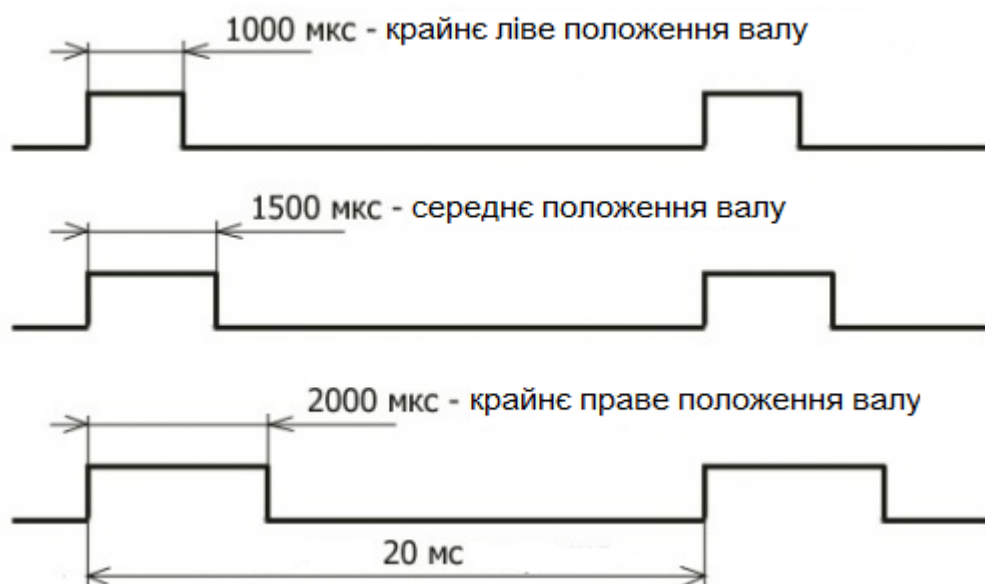 1000 мкс - крайнє ліве положення валу
1500 мкс - середнє положення валу
2000 мкс - крайнє праве положення валу
20 мс